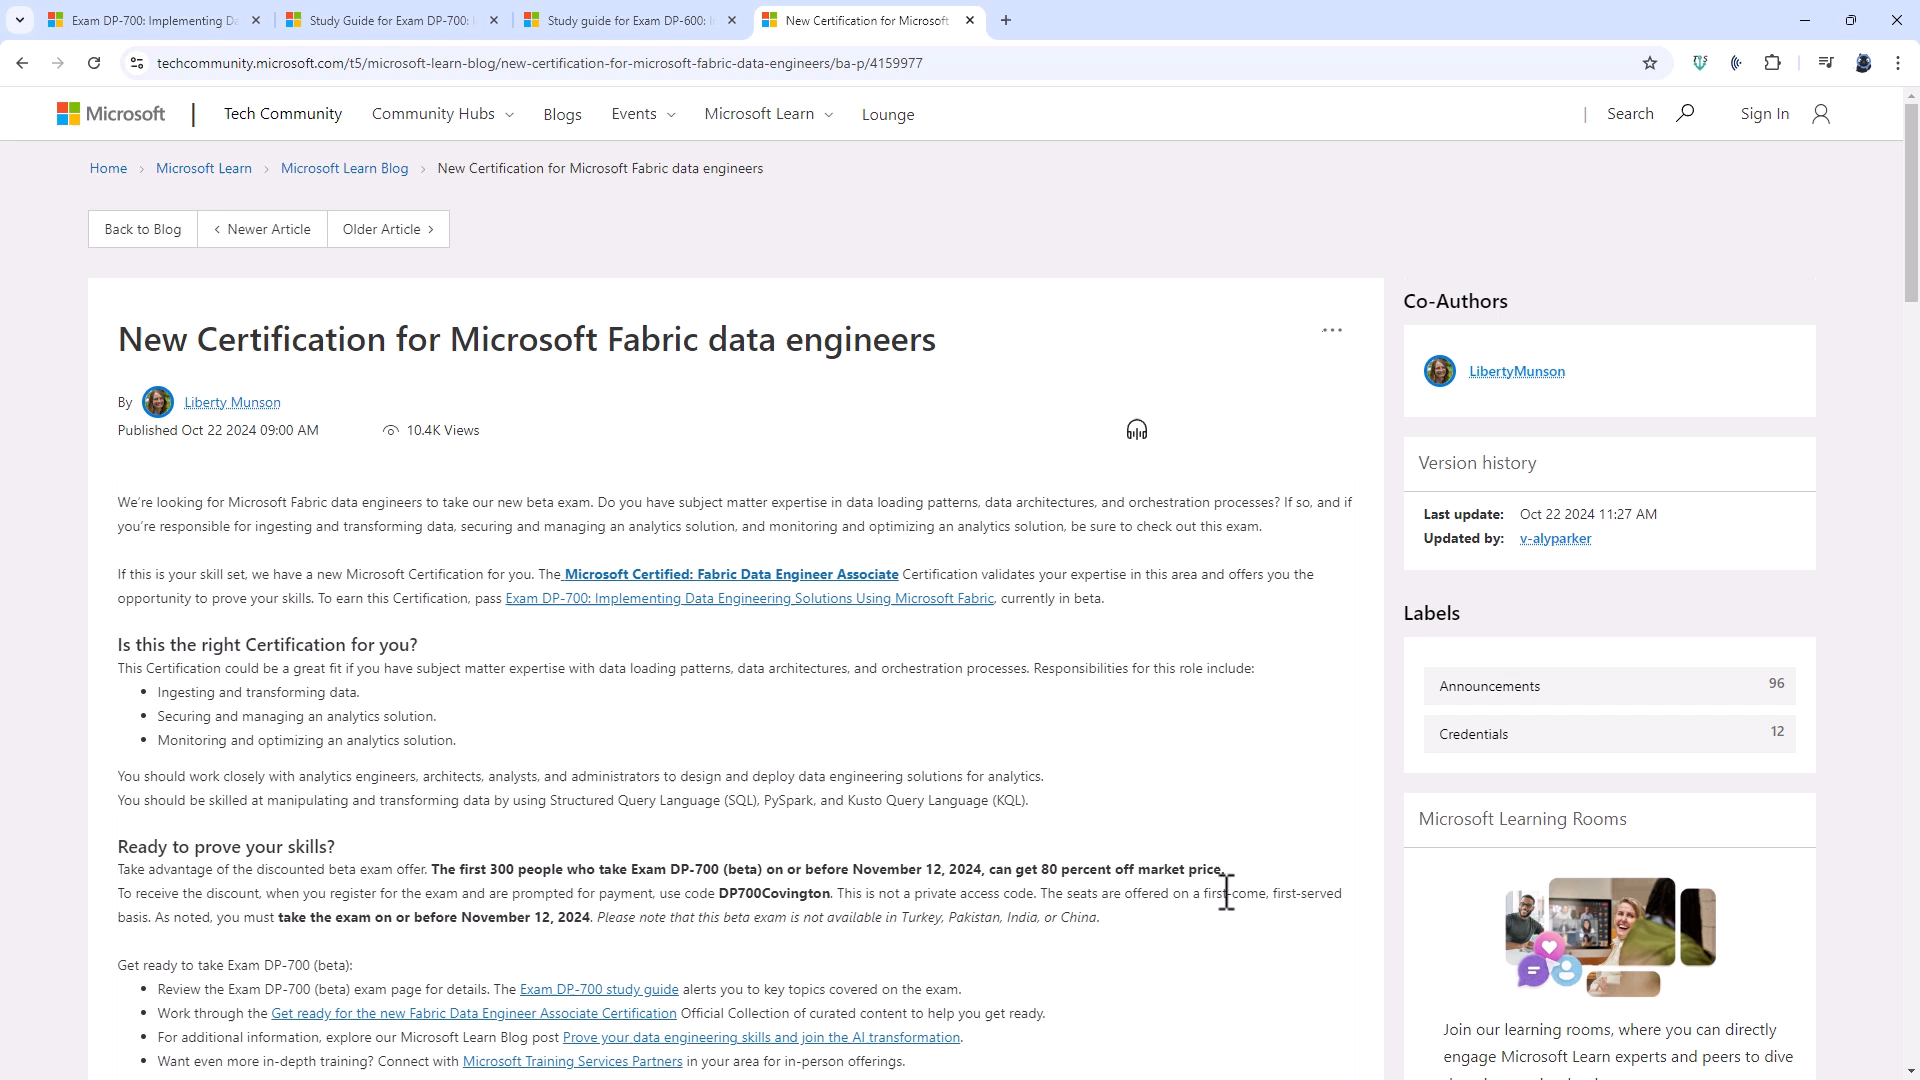 Exam DP-700: Implementing Da
Study Guide for Exam DP-700:
Study guide for Exam DP-600:
New Certification for Microsoft
techcommunity.microsoft.com/t5/microsoft-learn-blog/new-certification-for-microsoft-fabric-data-engineers/ba-p/4159977
Microsoft
Tech Community
Community Hubs
Blogs
Events
Microsoft Learn
Lounge
Search
Sign In
Home > Microsoft Learn > Microsoft Learn Blog > New Certification for Microsoft Fabric data engineers
Back to Blog
< Newer Article
Older Article >
New Certification for Microsoft Fabric data engineers
By Liberty Munson
Published Oct 22 2024 09:00 AM
10.4K Views
We're looking for Microsoft Fabric data engineers to take our new beta exam. Do you have subject matter expertise in data loading patterns, data architectures, and orchestration processes? If so, and if
you're responsible for ingesting and transforming data, securing and managing an analytics solution, and monitoring and optimizing an analytics solution, be sure to check out this exam.
If this is your skill set, we have a new Microsoft Certification for you. The Microsoft Certified: Fabric Data Engineer Associate Certification validates your expertise in this area and offers you the
opportunity to prove your skills. To earn this Certification, pass Exam DP-700: Implementing Data Engineering Solutions Using Microsoft Fabric, currently in beta.
Is this the right Certification for you?
This Certification could be a great fit if you have subject matter expertise with data loading patterns, data architectures, and orchestration processes. Responsibilities for this role include:
• Ingesting and transforming data.
• Securing and managing an analytics solution.
• Monitoring and optimizing an analytics solution.
You should work closely with analytics engineers, architects, analysts, and administrators to design and deploy data engineering solutions for analytics.
You should be skilled at manipulating and transforming data by using Structured Query Language (SQL), PySpark, and Kusto Query Language (KQL).
Ready to prove your skills?
Take advantage of the discounted beta exam offer. The first 300 people who take Exam DP-700 (beta) on or before November 12, 2024, can get 80 percent off market price.
To receive the discount, when you register for the exam and are prompted for payment, use code DP700Covington. This is not a private access code. The seats are offered on a first-come, first-served
basis. As noted, you must take the exam on or before November 12, 2024. Please note that this beta exam is not available in Turkey, Pakistan, India, or China.
Get ready to take Exam DP-700 (beta):
• Review the Exam DP-700 (beta) exam page for details. The Exam DP-700 study guide alerts you to key topics covered on the exam.
• Work through the Get ready for the new Fabric Data Engineer Associate Certification Official Collection of curated content to help you get ready.
• For additional information, explore our Microsoft Learn Blog post Prove your data engineering skills and join the AI transformation.
• Want even more in-depth training? Connect with Microsoft Training Services Partners in your area for in-person offerings.
Co-Authors
LibertyMunson
Version history
Last update: Oct 22 2024 11:27 AM
Updated by: v-alyparker
Labels
Announcements 96
Credentials 12
Microsoft Learning Rooms
Join our learning rooms, where you can directly
engage Microsoft Learn experts and peers to dive